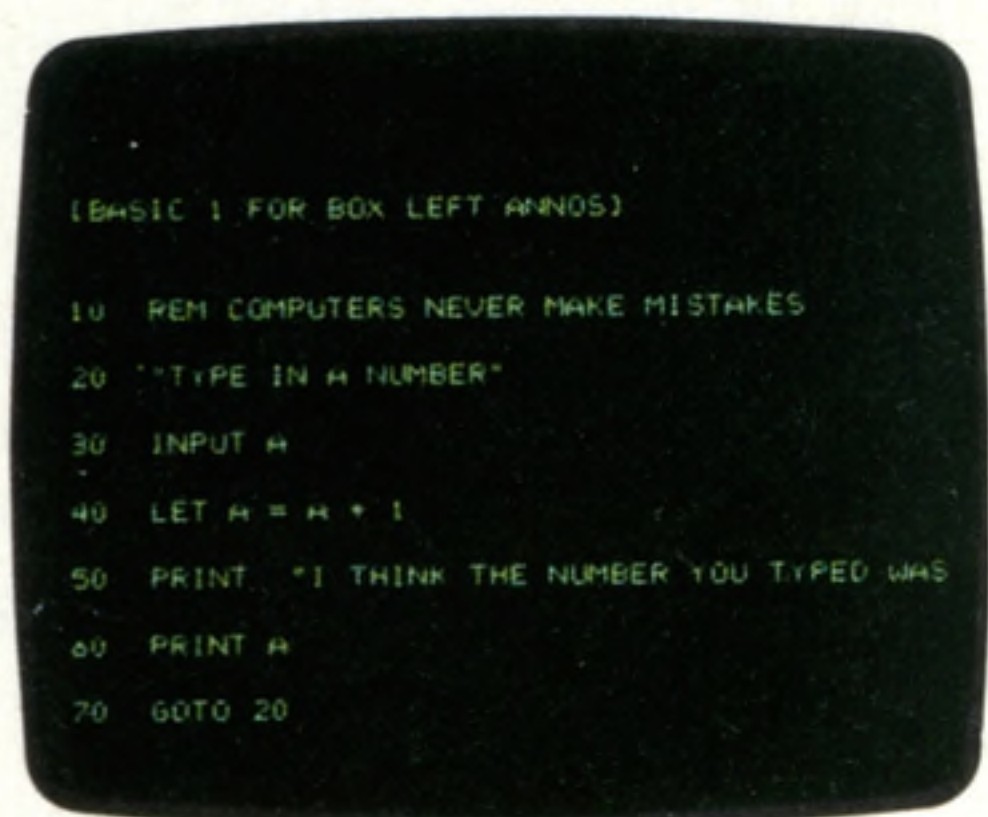 [BASIC 1 FOR BOX LEFT ANNOS]
10 REM COMPUTERS NEVER MAKE MISTAKES
20 "TYPE IN A NUMBER"
30 INPUT A
40 LET A = A + 1
50 PRINT "I THINK THE NUMBER YOU TYPED WAS
60 PRINT A
70 GOTO 20